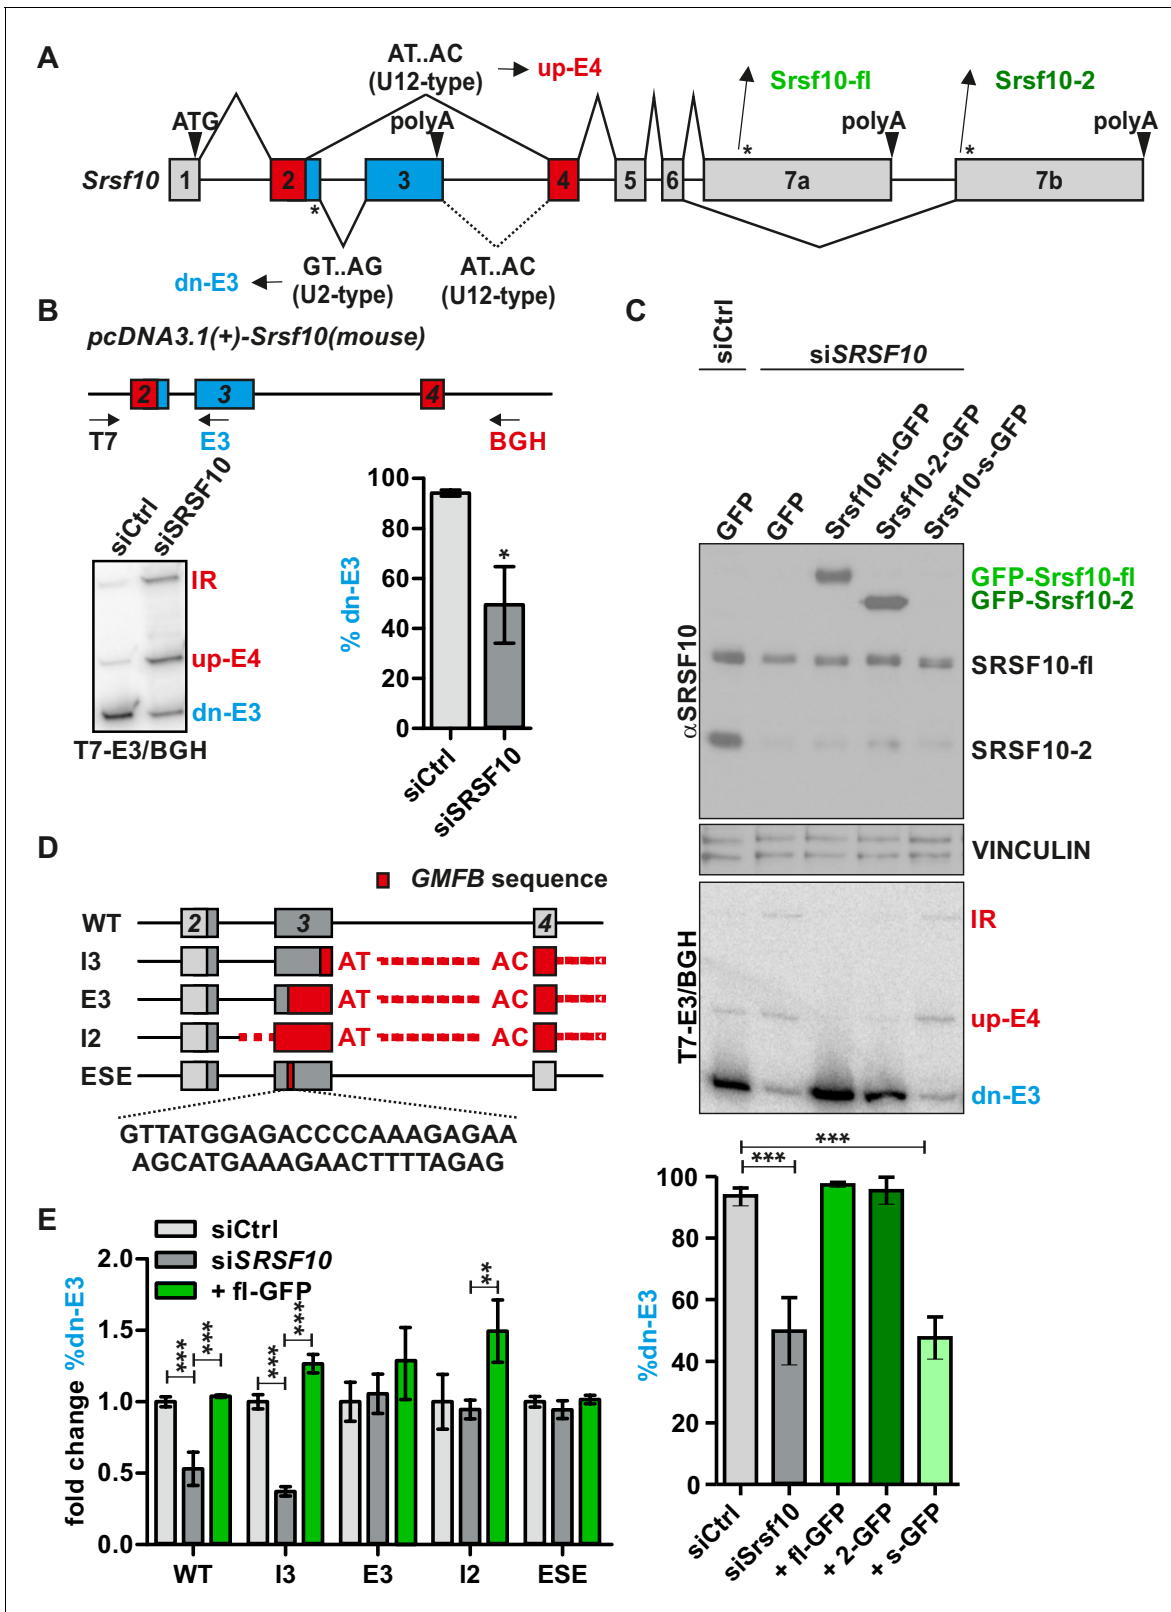 A
AT..AC
(U12-type)
up-E4
Srsf10-fl
Srsf10-2
ATG
polyA
polyA
polyA
*
*
Srsf10
1
2
3
4
5
6
7a
7b
*
dn-E3
GT..AG
(U2-type)
AT..AC
(U12-type)
B
pcDNA3.1(+)-Srsf10(mouse)
2
3
4
T7
E3
BGH
siCtrl
siSRSF10
IR
up-E4
dn-E3
T7-E3/BGH
% dn-E3
100
80
60
40
20
0
*
siCtrl
siSRSF10
C
siCtrl
siSRSF10
GFP
GFP
Srsf10-fl-GFP
Srsf10-2-GFP
Srsf10-s-GFP
αSRSF10
GFP-Srsf10-fl
GFP-Srsf10-2
SRSF10-fl
SRSF10-2
VINCULIN
T7-E3/BGH
IR
up-E4
dn-E3
%dn-E3
100
80
60
40
20
0
***
***
siCtrl
siSrsf10
+ fl-GFP
+ 2-GFP
+ s-GFP
D
GMFB sequence
WT
2
3
4
I3
AT
AC
E3
AT
AC
I2
AT
AC
ESE
GTTATGGAGACCCCAAAGAGAA
AGCATGAAAGAACTTTTAGAG
E
siCtrl
siSRSF10
+ fl-GFP
fold change %dn-E3
2.0
1.5
1.0
0.5
0.0
***
***
***
***
**
WT
I3
E3
I2
ESE